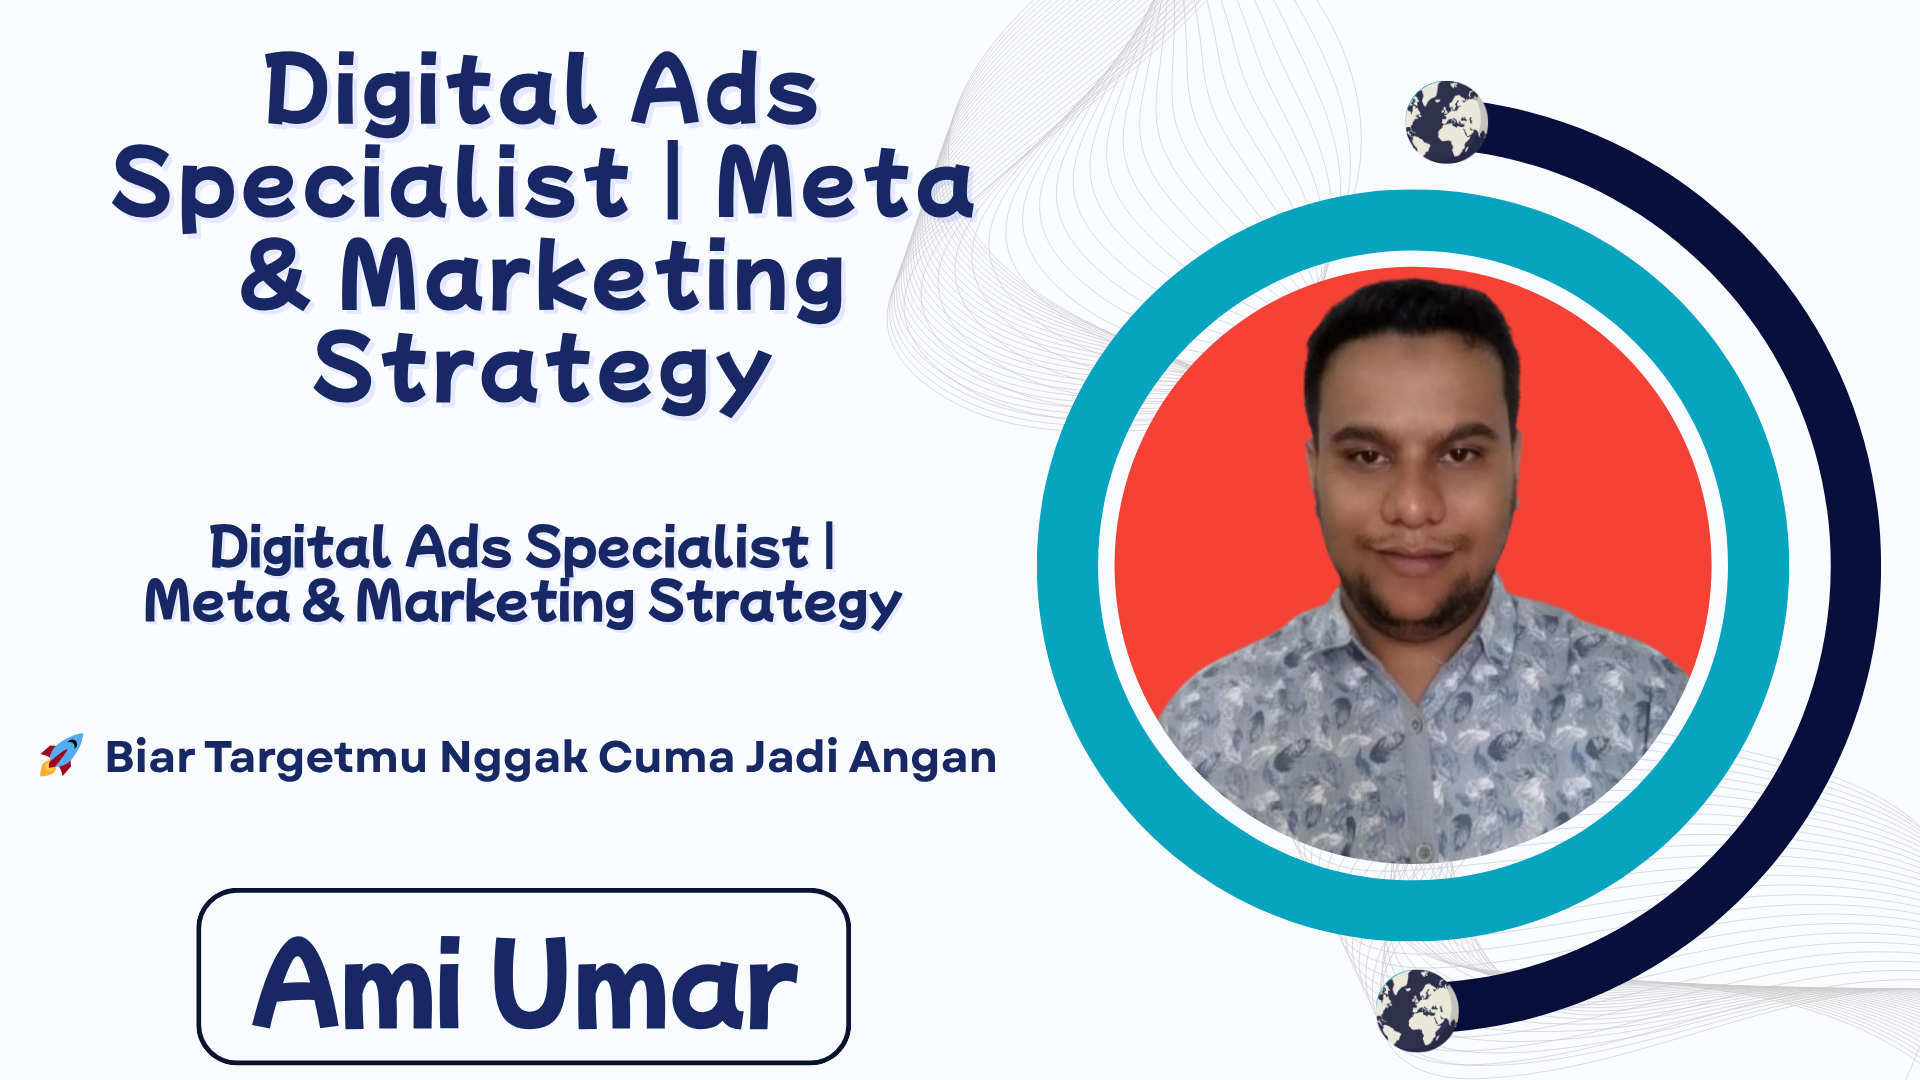 Digital Ads
Specialist | Meta
& Marketing
Strategy
Digital Ads Specialist |
Meta & Marketing Strategy
🚀 Biar Targetmu Nggak Cuma Jadi Angan
Ami Umar